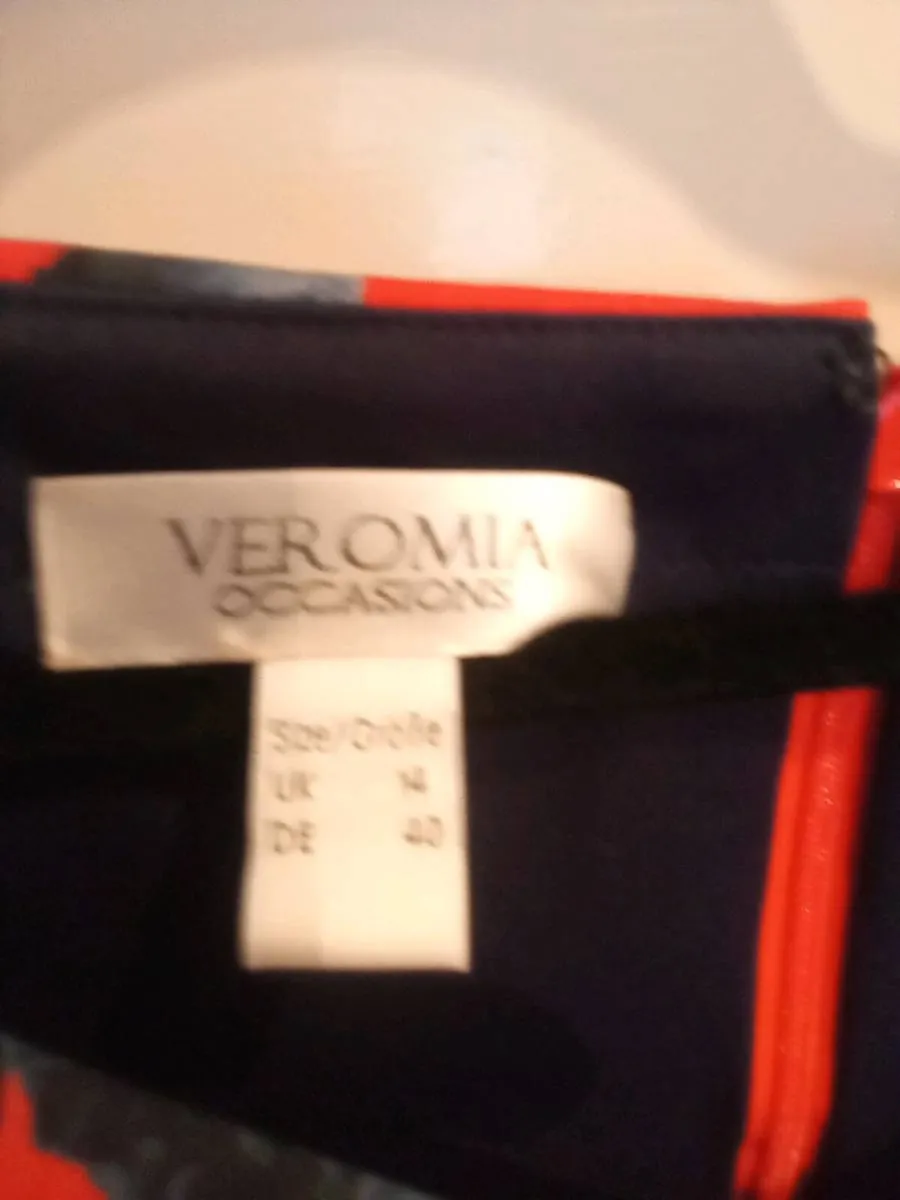 VEROMIA
OCCASIONS
Size/Größe
UK 14
DE 40